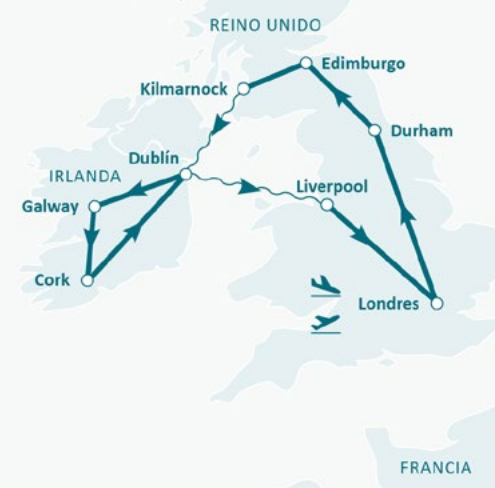 REINO UNIDO
Edimburgo
Kilmarnock
Durham
Dublín
IRLANDA
Liverpool
Galway
Cork
Londres
FRANCIA